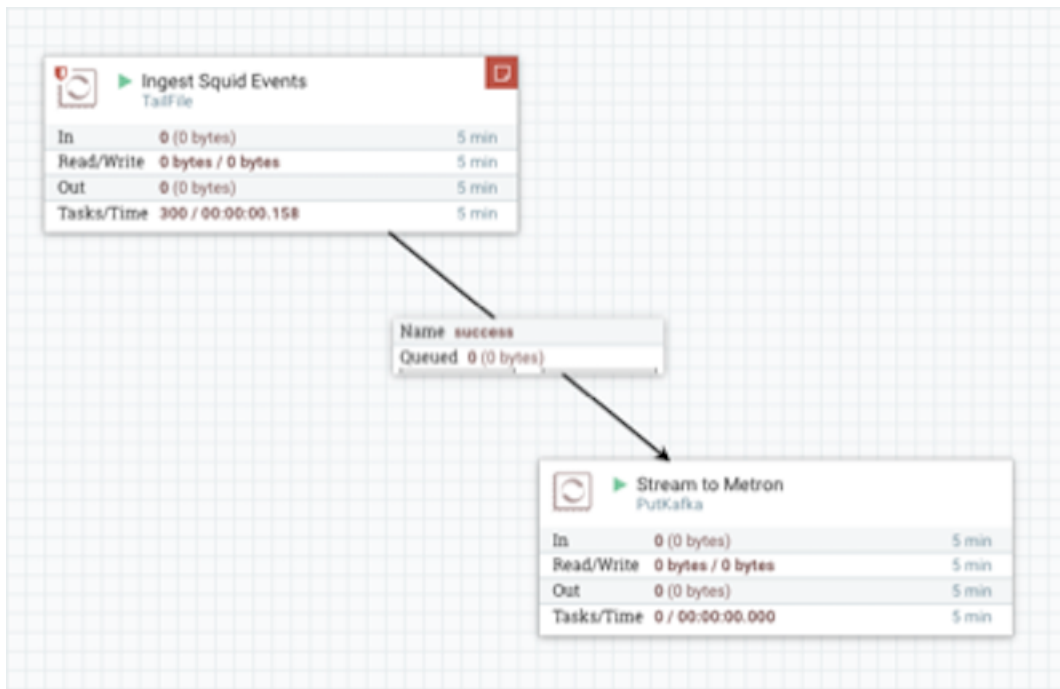 Ingest Squid Events
TailFile
In 0 (0 bytes) 5 min
Read/Write 0 bytes / 0 bytes 5 min
Out 0 (0 bytes) 5 min
Tasks/Time 300 / 00:00:00.158 5 min
Name success
Queued 0 (0 bytes)
Stream to Metron
PutKafka
In 0 (0 bytes) 5 min
Read/Write 0 bytes / 0 bytes 5 min
Out 0 (0 bytes) 5 min
Tasks/Time 0 / 00:00:00.000 5 min